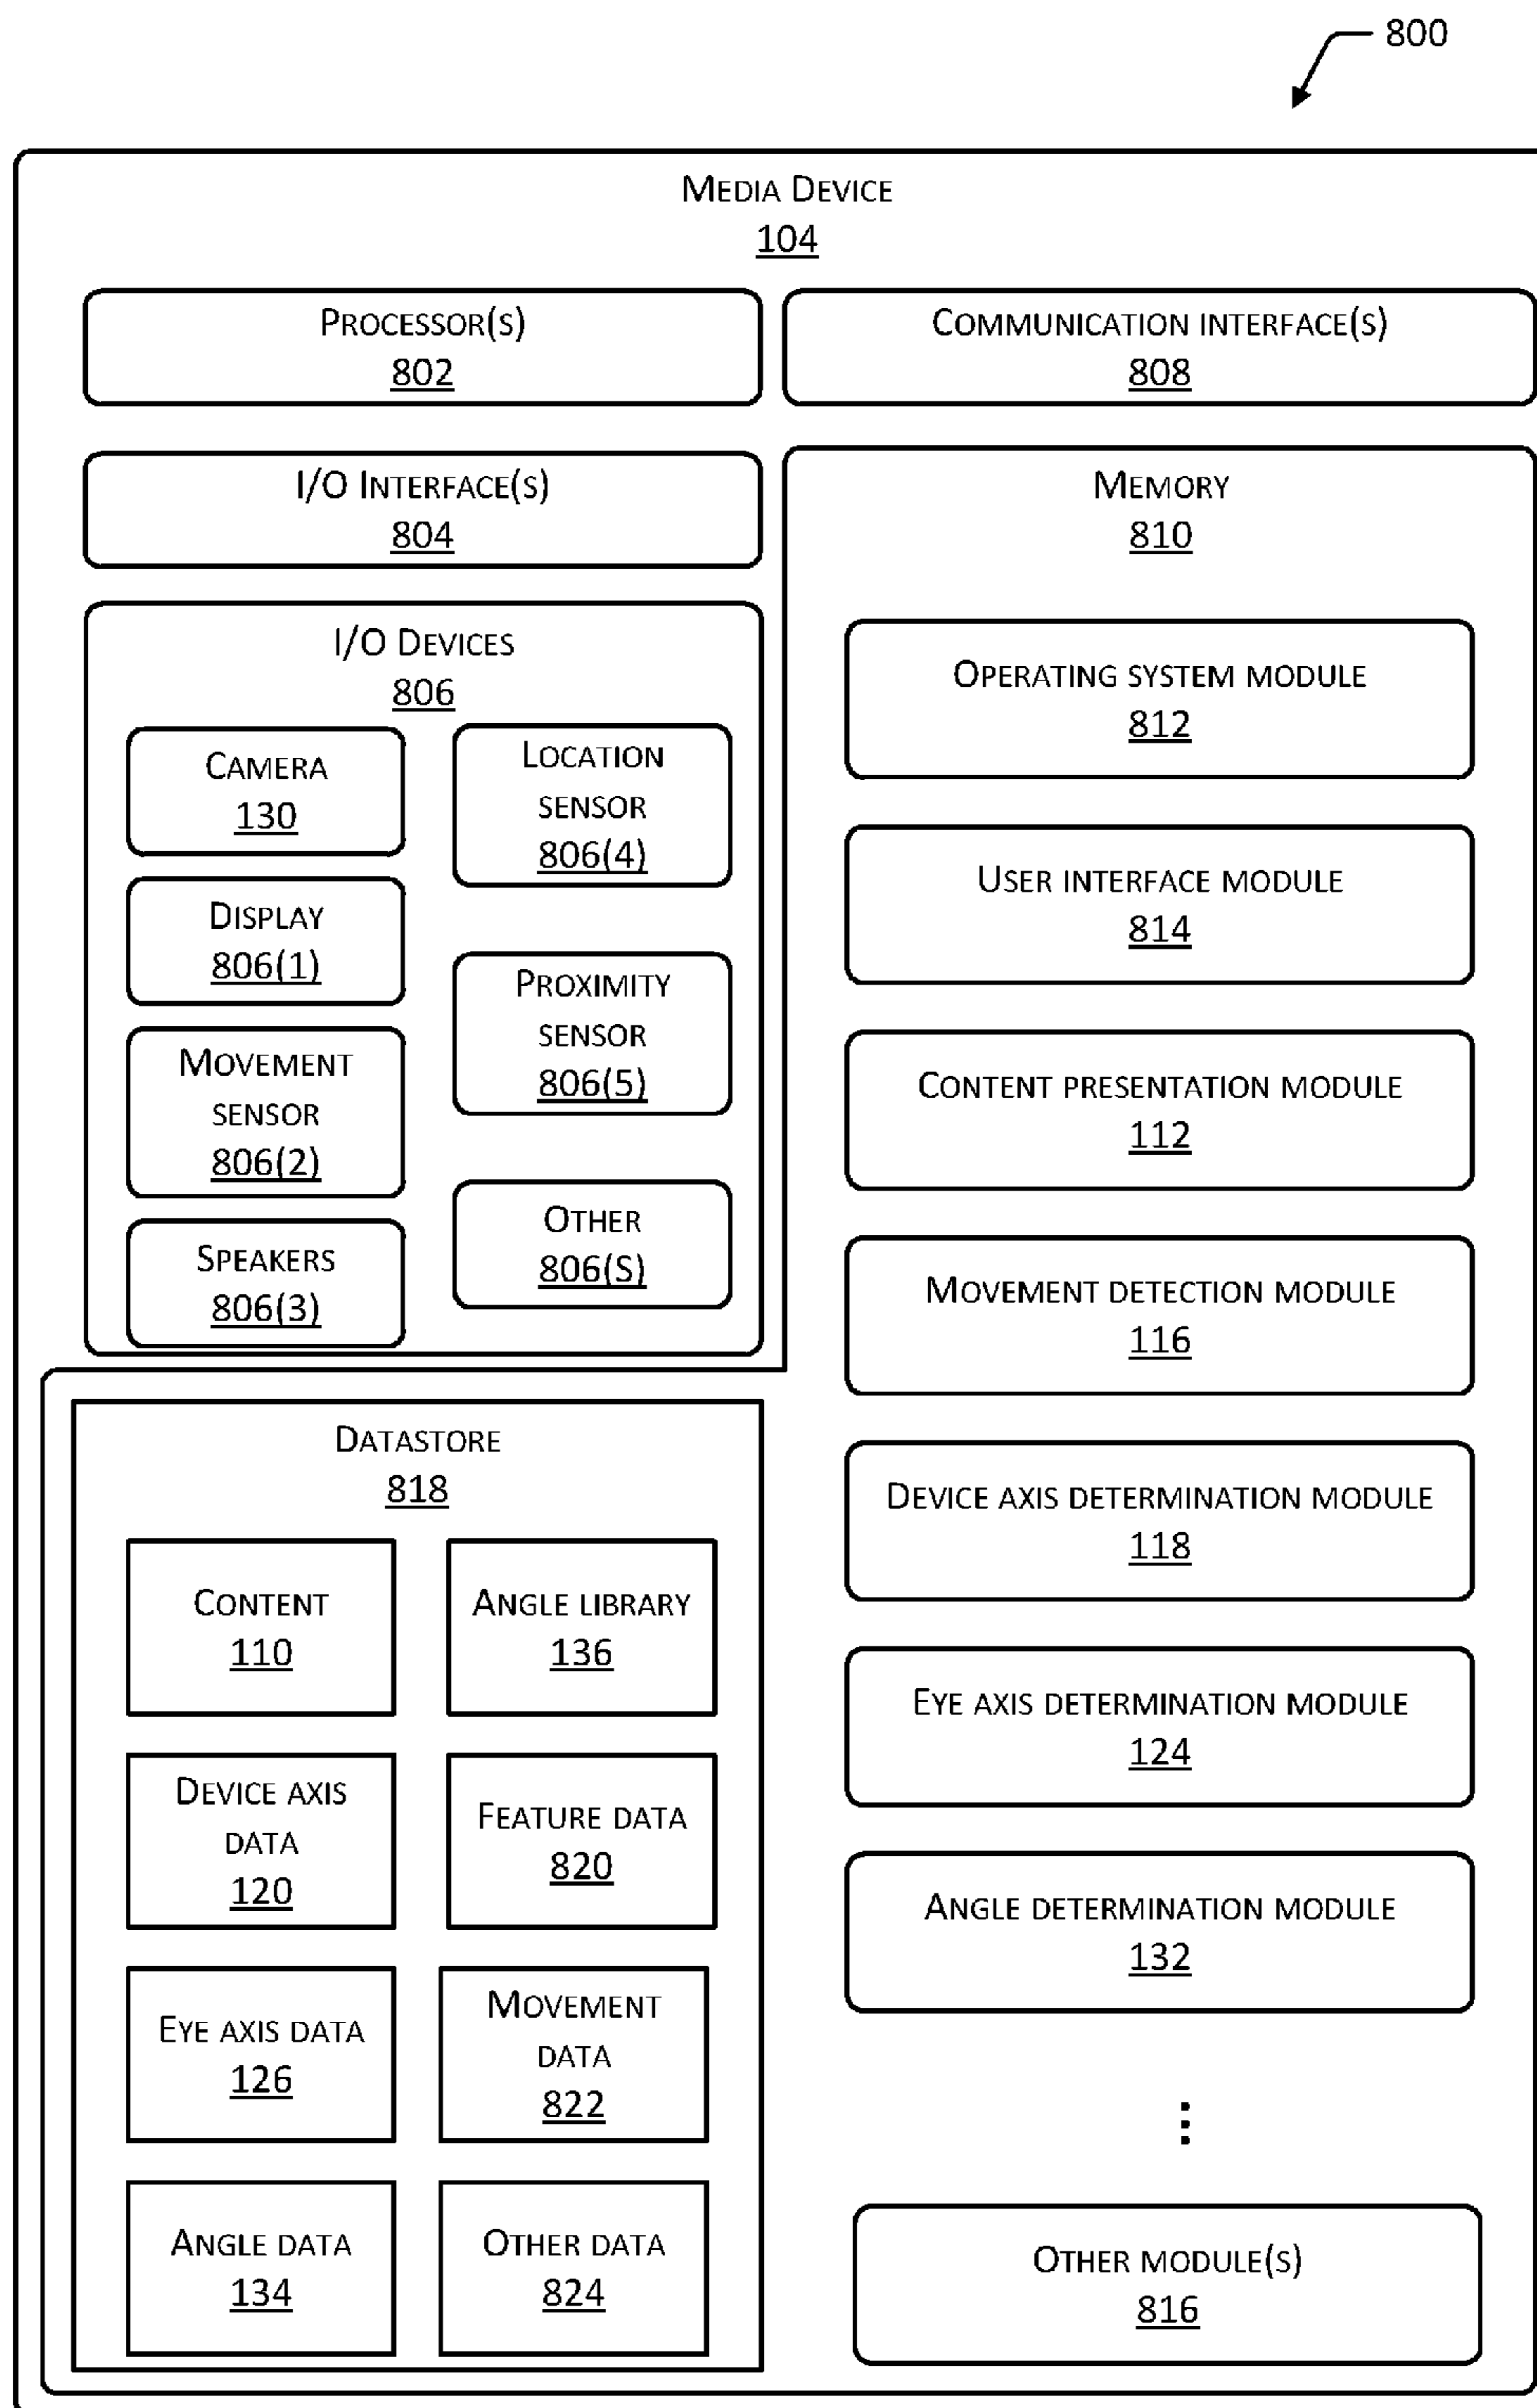 800
MEDIA DEVICE
104
PROCESSOR(S)
802
COMMUNICATION INTERFACE(S)
808
I/O INTERFACE(S)
804
I/O DEVICES
806
CAMERA
130
DISPLAY
806(1)
MOVEMENT
SENSOR
806(2)
SPEAKERS
806(3)
LOCATION
SENSOR
806(4)
PROXIMITY
SENSOR
806(5)
OTHER
806(S)
MEMORY
810
OPERATING SYSTEM MODULE
812
USER INTERFACE MODULE
814
CONTENT PRESENTATION MODULE
112
MOVEMENT DETECTION MODULE
116
DEVICE AXIS DETERMINATION MODULE
118
EYE AXIS DETERMINATION MODULE
124
ANGLE DETERMINATION MODULE
132
OTHER MODULE(S)
816
DATASTORE
818
CONTENT
110
ANGLE LIBRARY
136
DEVICE AXIS
DATA
120
FEATURE DATA
820
EYE AXIS DATA
126
MOVEMENT
DATA
822
ANGLE DATA
134
OTHER DATA
824